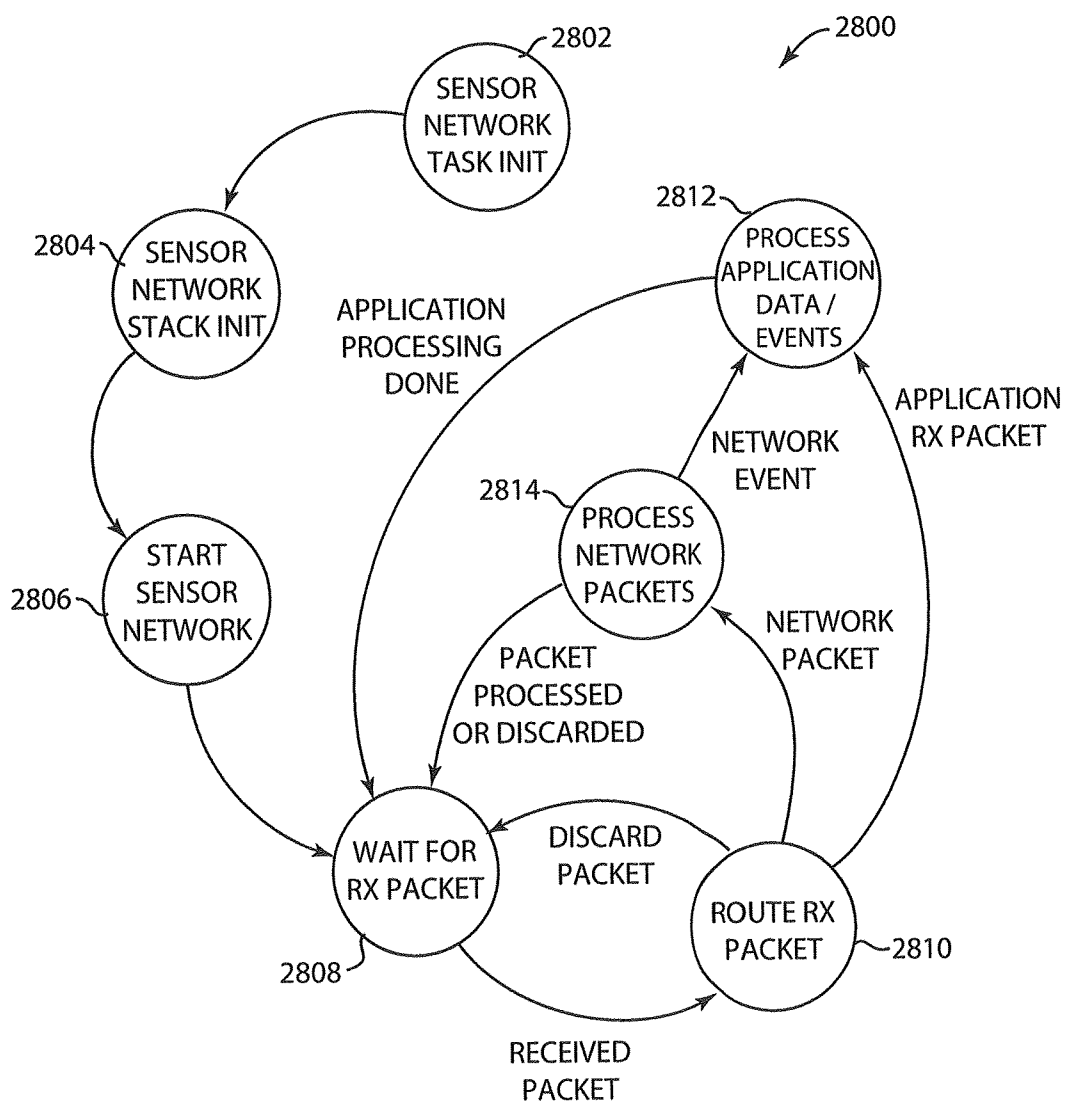 2800
2802
SENSOR
NETWORK
TASK INIT
2804
SENSOR
NETWORK
STACK INIT
2812
PROCESS
APPLICATION
DATA /
EVENTS
APPLICATION
PROCESSING
DONE
APPLICATION
RX PACKET
NETWORK
EVENT
2814
PROCESS
NETWORK
PACKETS
2806
START
SENSOR
NETWORK
NETWORK
PACKET
PACKET
PROCESSED
OR DISCARDED
WAIT FOR
RX PACKET
2808
DISCARD
PACKET
ROUTE RX
PACKET
2810
RECEIVED
PACKET